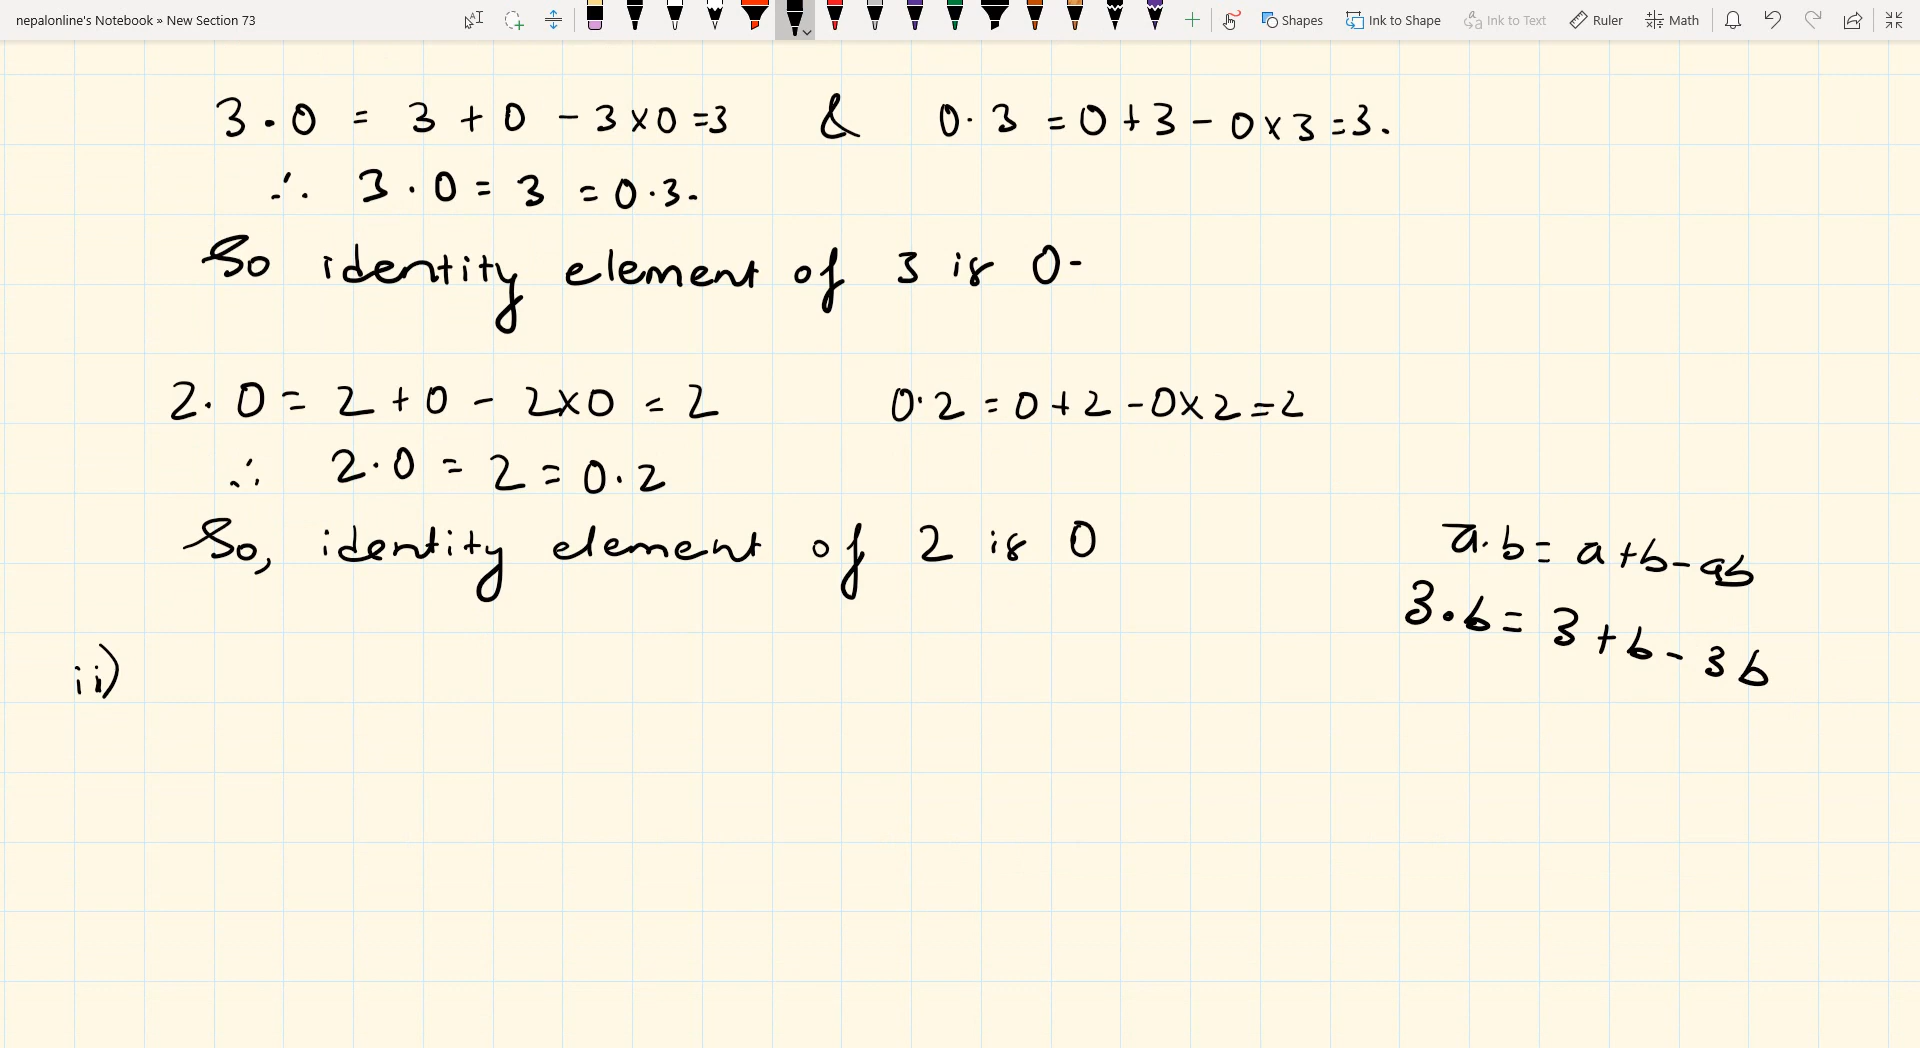 nepalonline's Notebook » New Section 73
Shapes Ink to Shape Ink to Text Ruler Math
3 · 0 = 3 + 0 - 3 × 0 = 3 & 0 · 3 = 0 + 3 - 0 × 3 = 3.
∴ 3 · 0 = 3 = 0 · 3.
So identity element of 3 is 0-
2 · 0 = 2 + 0 - 2 × 0 = 2 0 · 2 = 0 + 2 - 0 × 2 = 2
∴ 2 · 0 = 2 = 0 · 2
So, identity element of 2 is 0
a · b = a + b - ab
3 · b = 3 + b - 3b
ii)